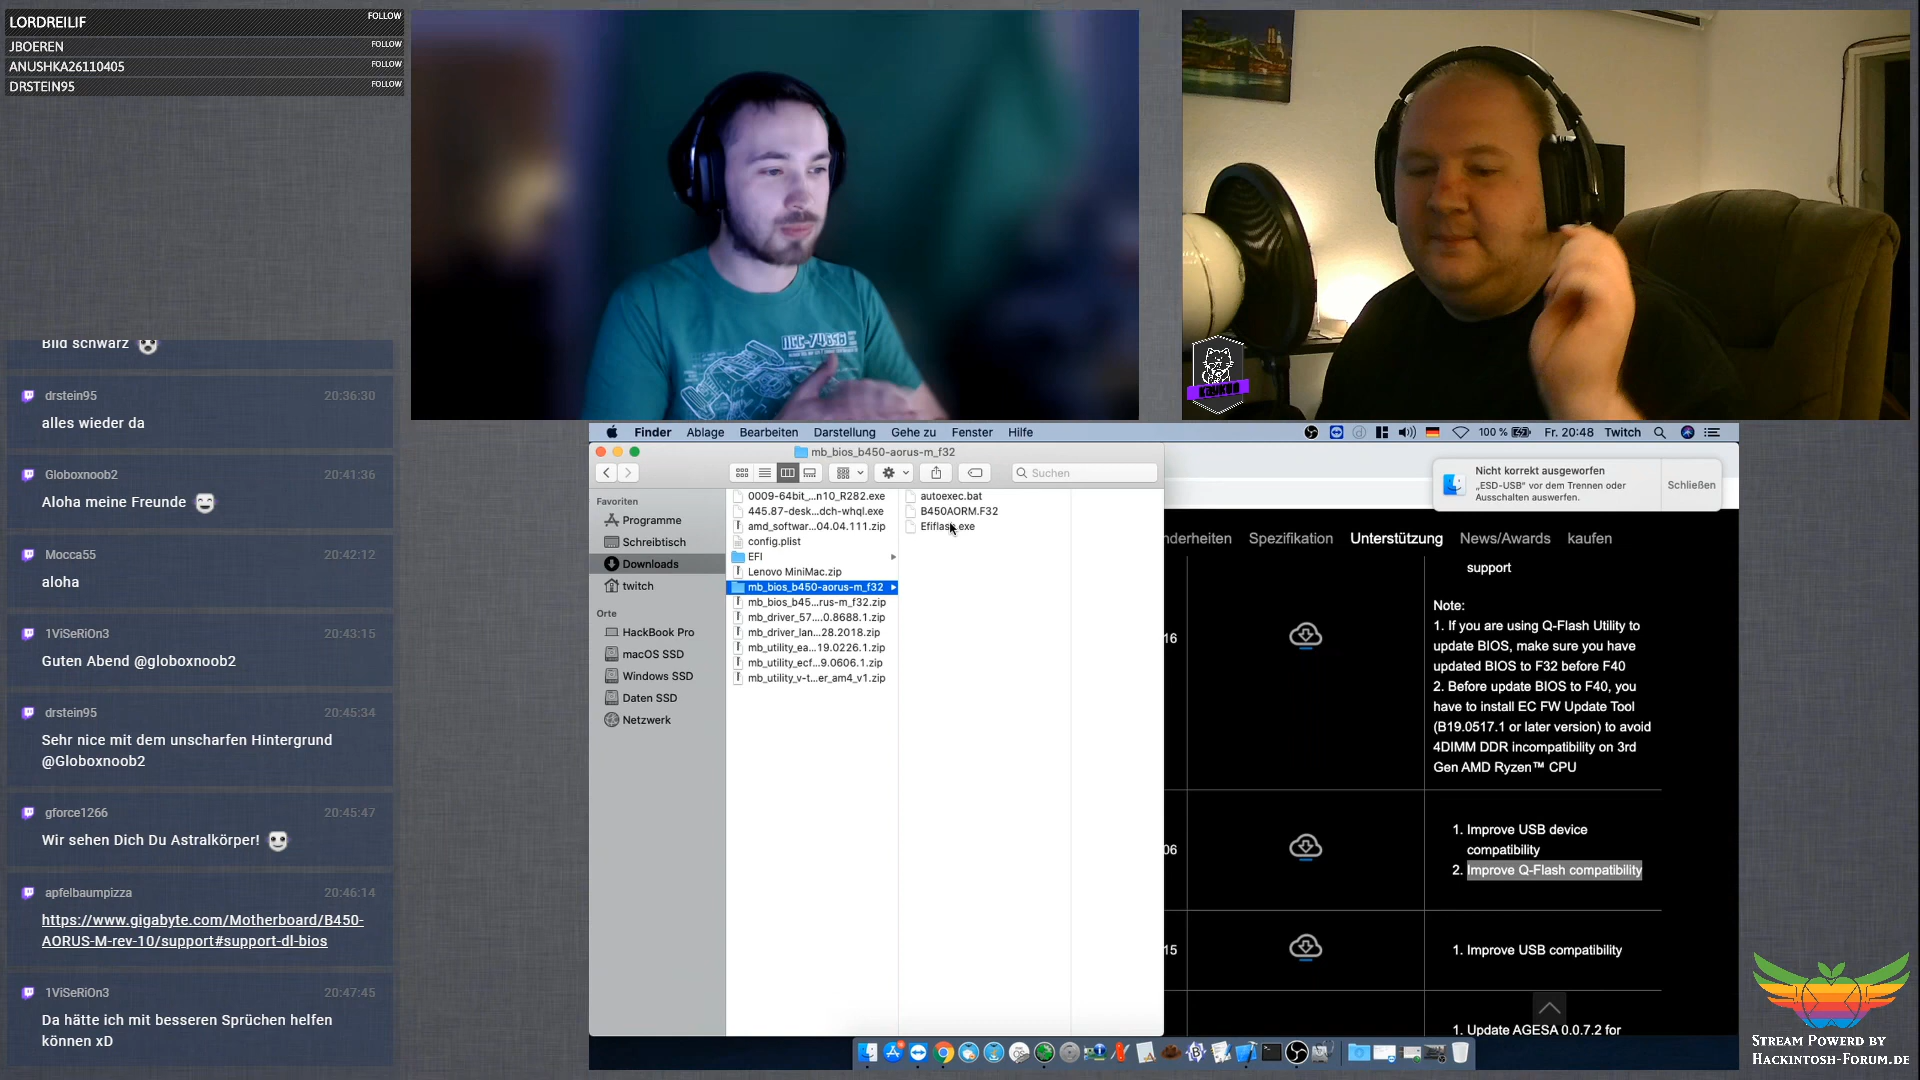 LORDREILIF FOLLOW
JBOEREN FOLLOW
ANUSHKA26110405 FOLLOW
DRSTEIN95 FOLLOW
Bild schwarz
drstein95 20:36:30
alles wieder da
Globoxnoob2 20:41:36
Aloha meine Freunde
Mocca55 20:42:12
aloha
1ViSeRiOn3 20:43:15
Guten Abend @globoxnoob2
drstein95 20:45:34
Sehr nice mit dem unscharfen Hintergrund
@Globoxnoob2
gforce1266 20:45:47
Wir sehen Dich Du Astralkörper!
apfelbaumpizza 20:46:14
https://www.gigabyte.com/Motherboard/B450-
AORUS-M-rev-10/support#support-dl-bios
1ViSeRiOn3 20:47:45
Da hätte ich mit besseren Sprüchen helfen
können xD
NCC-74656
Finder Ablage Bearbeiten Darstellung Gehe zu Fenster Hilfe
100 % Fr. 20:48 Twitch
mb_bios_b450-aorus-m_f32
Suchen
Favoriten
Programme
Schreibtisch
Downloads
twitch
Orte
HackBook Pro
macOS SSD
Windows SSD
Daten SSD
Netzwerk
0009-64bit_...n10_R282.exe
445.87-desk...dch-whql.exe
amd_softwar...04.04.111.zip
config.plist
EFI
Lenovo MiniMac.zip
mb_bios_b450-aorus-m_f32
mb_bios_b45...rus-m_f32.zip
mb_driver_57....0.8688.1.zip
mb_driver_lan...28.2018.zip
mb_utility_ea...19.0226.1.zip
mb_utility_ecf...9.0606.1.zip
mb_utility_v-t...er_am4_v1.zip
autoexec.bat
B450AORM.F32
Efiflash.exe
Nicht korrekt ausgeworfen
„ESD-USB“ vor dem Trennen oder
Ausschalten auswerfen.
Schließen
nderheiten Spezifikation Unterstützung News/Awards kaufen
support
16
Note:
1. If you are using Q-Flash Utility to
update BIOS, make sure you have
updated BIOS to F32 before F40
2. Before update BIOS to F40, you
have to install EC FW Update Tool
(B19.0517.1 or later version) to avoid
4DIMM DDR incompatibility on 3rd
Gen AMD Ryzen™ CPU
06
1. Improve USB device
compatibility
2. Improve Q-Flash compatibility
15
1. Improve USB compatibility
1. Update AGESA 0.0.7.2 for
Stream Powerd by
Hackintosh-Forum.de